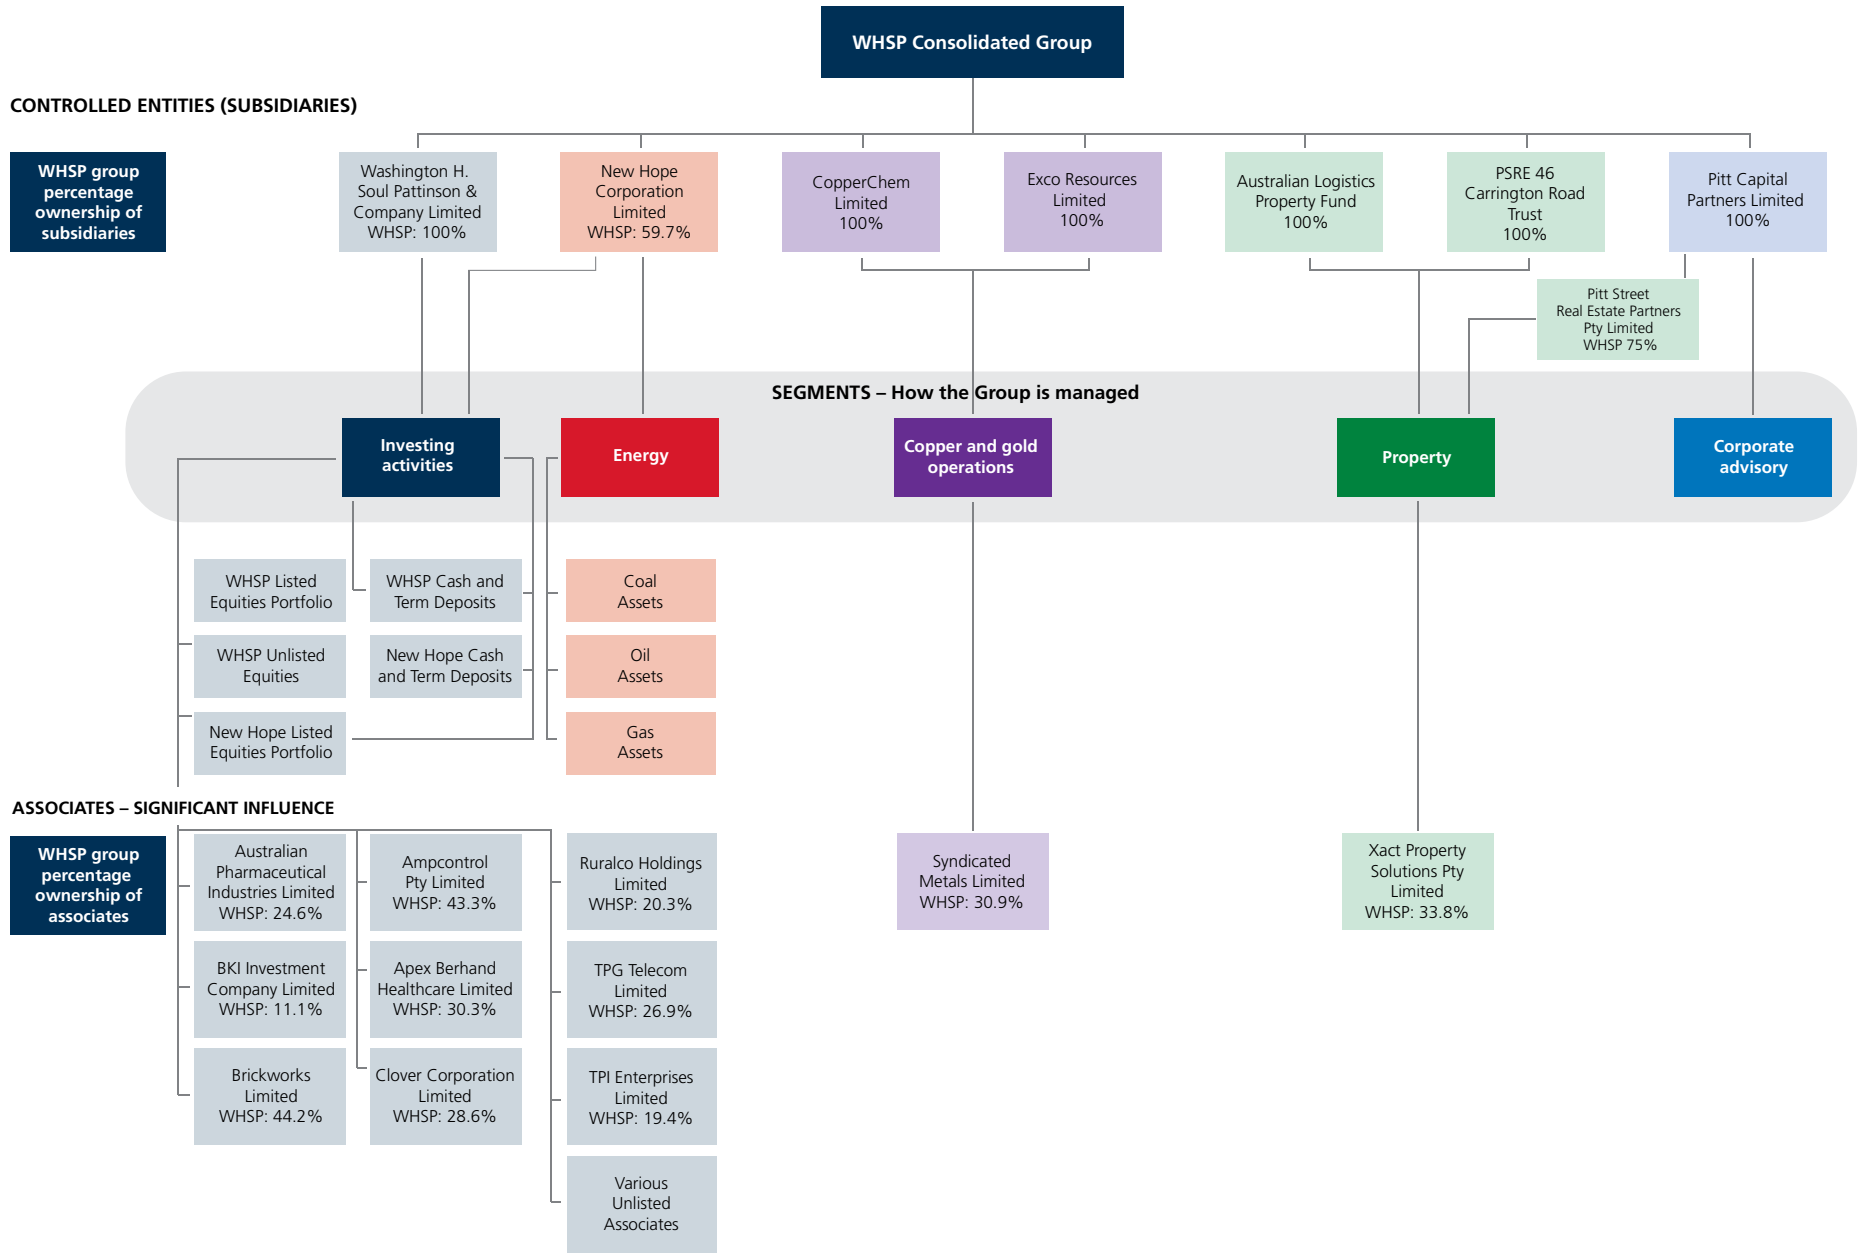 WHSP Consolidated Group
CONTROLLED ENTITIES (SUBSIDIARIES)
WHSP group
percentage
ownership of
subsidiaries
Washington H.
Soul Pattinson &
Company Limited
WHSP: 100%
New Hope
Corporation
Limited
WHSP: 59.7%
CopperChem
Limited
100%
Exco Resources
Limited
100%
Australian Logistics
Property Fund
100%
PSRE 46
Carrington Road
Trust
100%
Pitt Capital
Partners Limited
100%
Pitt Street
Real Estate Partners
Pty Limited
WHSP 75%
SEGMENTS – How the Group is managed
Investing
activities
Energy
Copper and gold
operations
Property
Corporate
advisory
WHSP Listed
Equities Portfolio
WHSP Cash and
Term Deposits
Coal
Assets
WHSP Unlisted
Equities
New Hope Cash
and Term Deposits
Oil
Assets
New Hope Listed
Equities Portfolio
Gas
Assets
ASSOCIATES – SIGNIFICANT INFLUENCE
WHSP group
percentage
ownership of
associates
Australian
Pharmaceutical
Industries Limited
WHSP: 24.6%
Ampcontrol
Pty Limited
WHSP: 43.3%
Ruralco Holdings
Limited
WHSP: 20.3%
Syndicated
Metals Limited
WHSP: 30.9%
Xact Property
Solutions Pty
Limited
WHSP: 33.8%
BKI Investment
Company Limited
WHSP: 11.1%
Apex Berhand
Healthcare Limited
WHSP: 30.3%
TPG Telecom
Limited
WHSP: 26.9%
Brickworks
Limited
WHSP: 44.2%
Clover Corporation
Limited
WHSP: 28.6%
TPI Enterprises
Limited
WHSP: 19.4%
Various
Unlisted
Associates